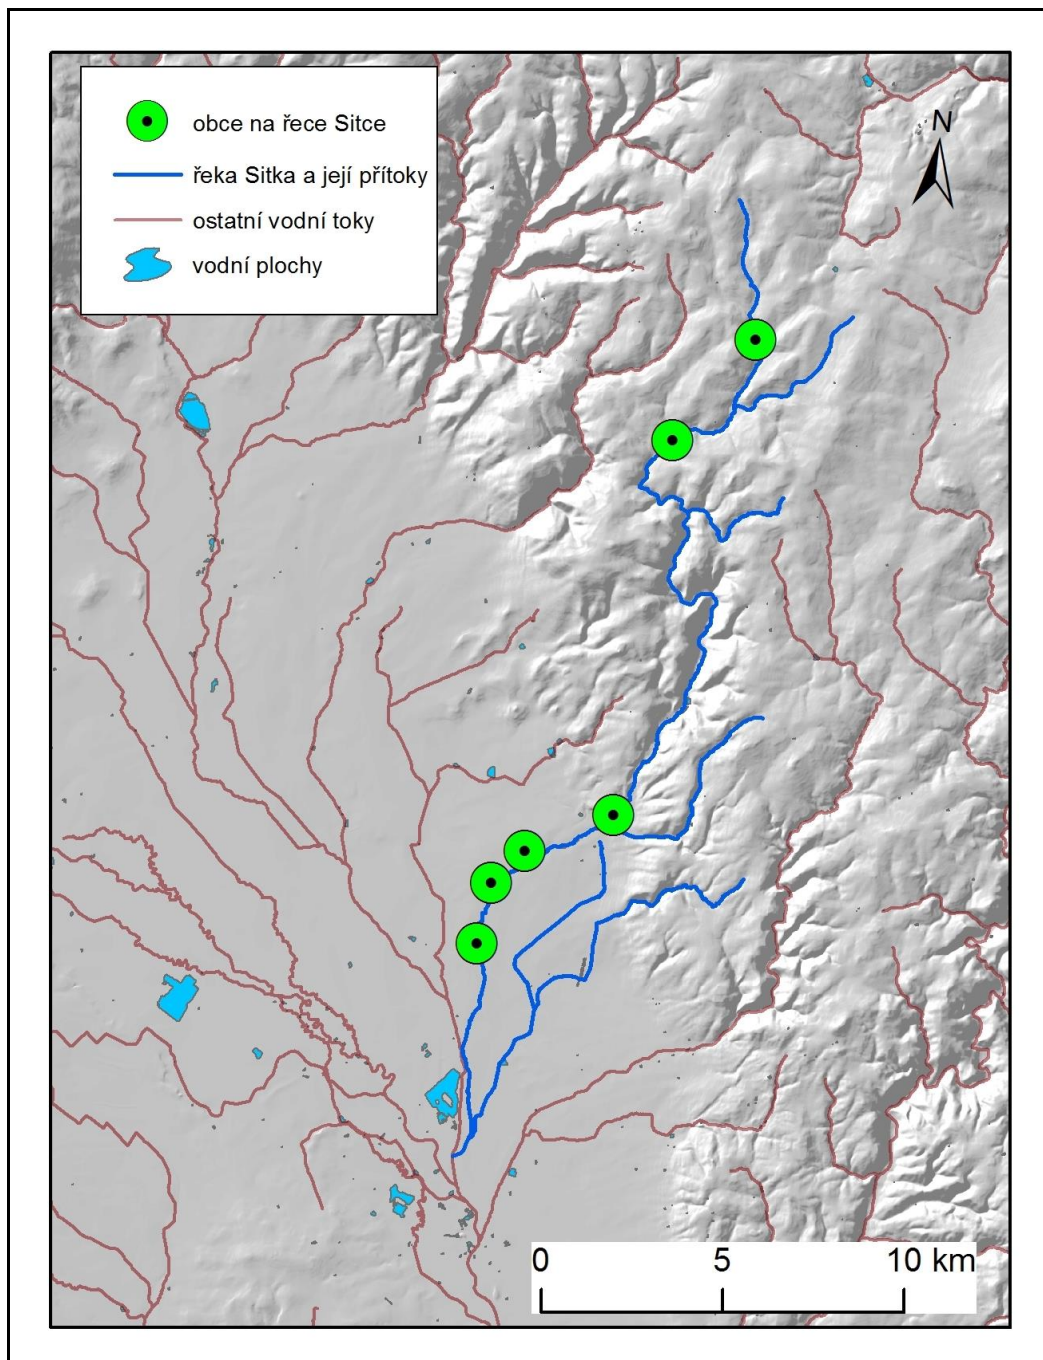 obce na řece Sitce
řeka Sitka a její přítoky
ostatní vodní toky
vodní plochy
N
0 5 10 km